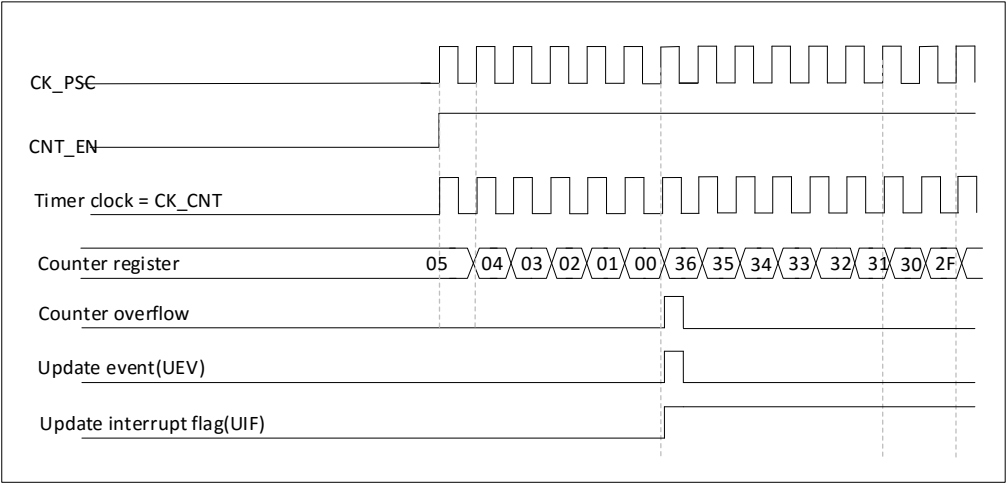 CK_PSC
CNT_EN
Timer clock = CK_CNT
Counter register 05 04 03 02 01 00 36 35 34 33 32 31 30 2F
Counter overflow
Update event(UEV)
Update interrupt flag(UIF)